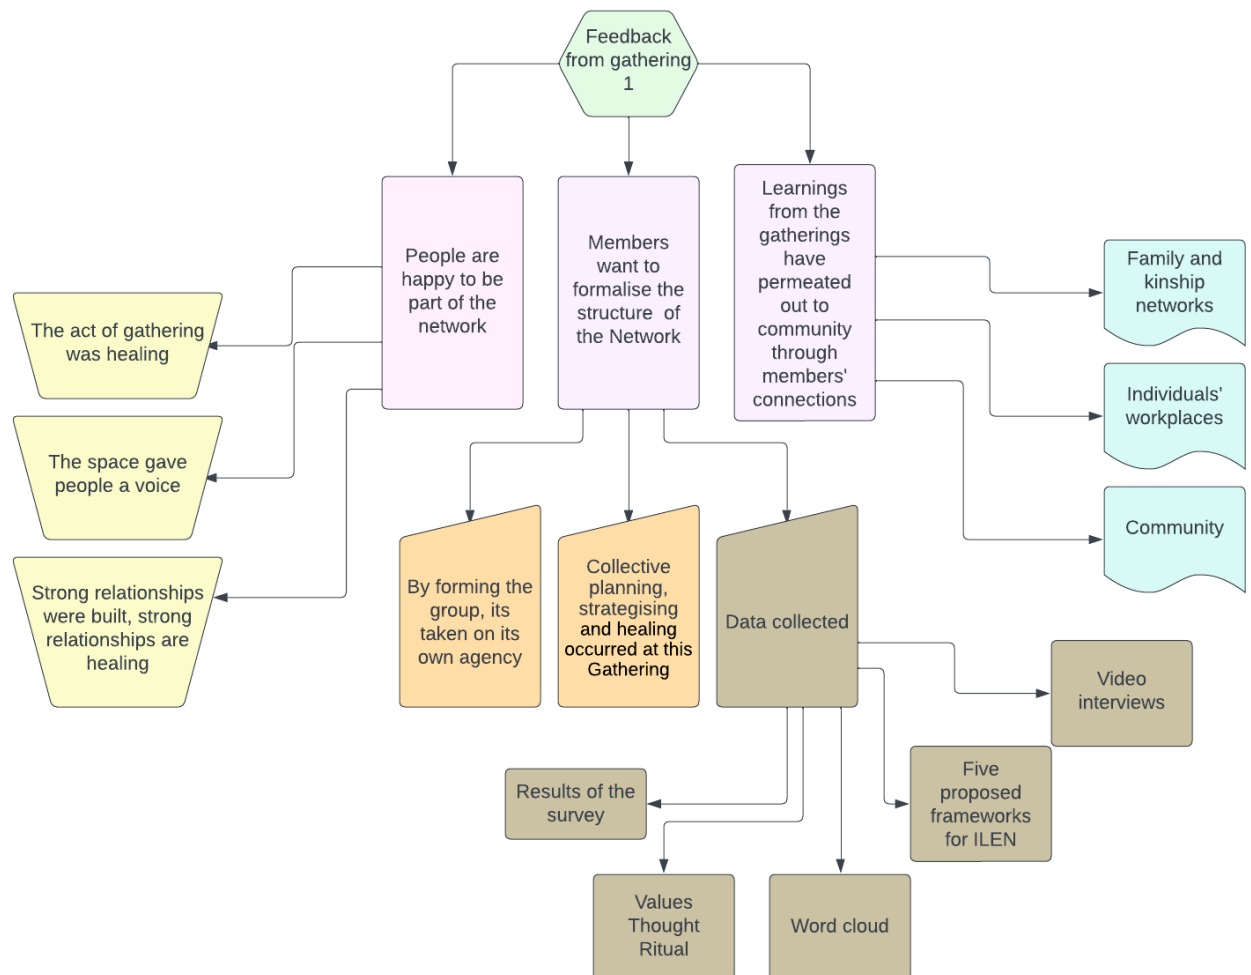 Feedback
from gathering
1
People are
happy to be
part of the
network
Members
want to
formalise the
structure of
the Network
Learnings
from the
gatherings
have
permeated
out to
community
through
members'
connections
Family and
kinship
networks
Individuals'
workplaces
Community
The act of gathering
was healing
The space gave
people a voice
Strong relationships
were built, strong
relationships are
healing
By forming the
group, its
taken on its
own agency
Collective
planning,
strategising
and healing
occurred at this
Gathering
Data collected
Video
interviews
Five
proposed
frameworks
for ILEN
Results of the
survey
Values
Thought
Ritual
Word cloud